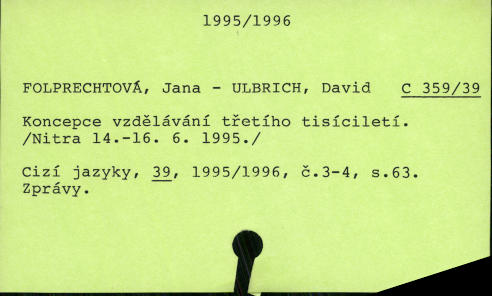 1995/1996
FOLPRECHTOVÁ, Jana - ULBRICH, David C 359/39
Koncepce vzdělávání třetího tisíciletí.
/Nitra 14.-16. 6. 1995./
Cizí jazyky, 39, 1995/1996, č.3-4, s.63.
Zprávy.